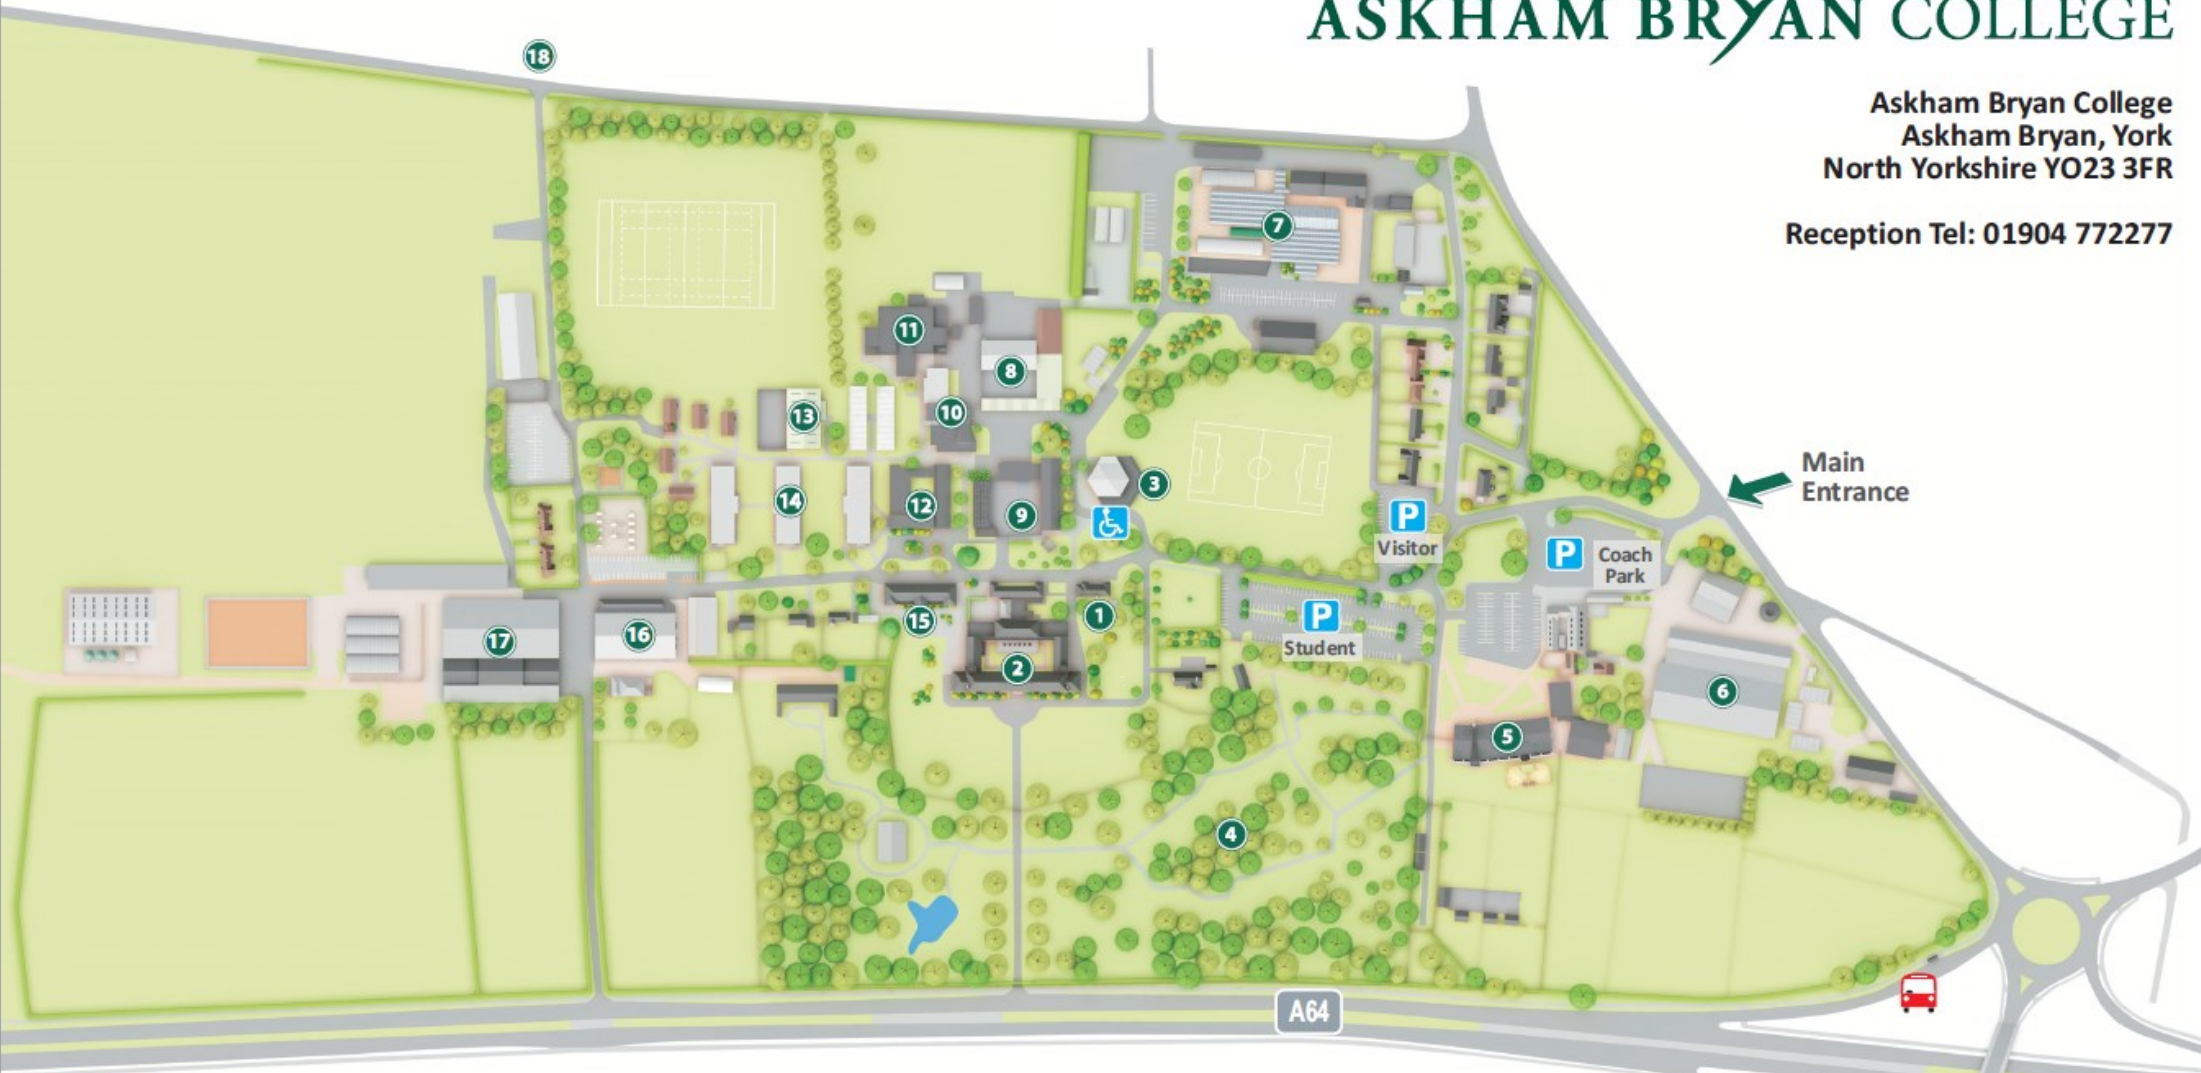 ASKHAM BRYAN COLLEGE
Askham Bryan College
Askham Bryan, York
North Yorkshire YO23 3FR
Reception Tel: 01904 772277
18
7
11
8
13
10
Main
Entrance
3
14
12
9
P
Visitor
P
Coach
Park
1
P
Student
15
16
17
2
6
5
4
A64